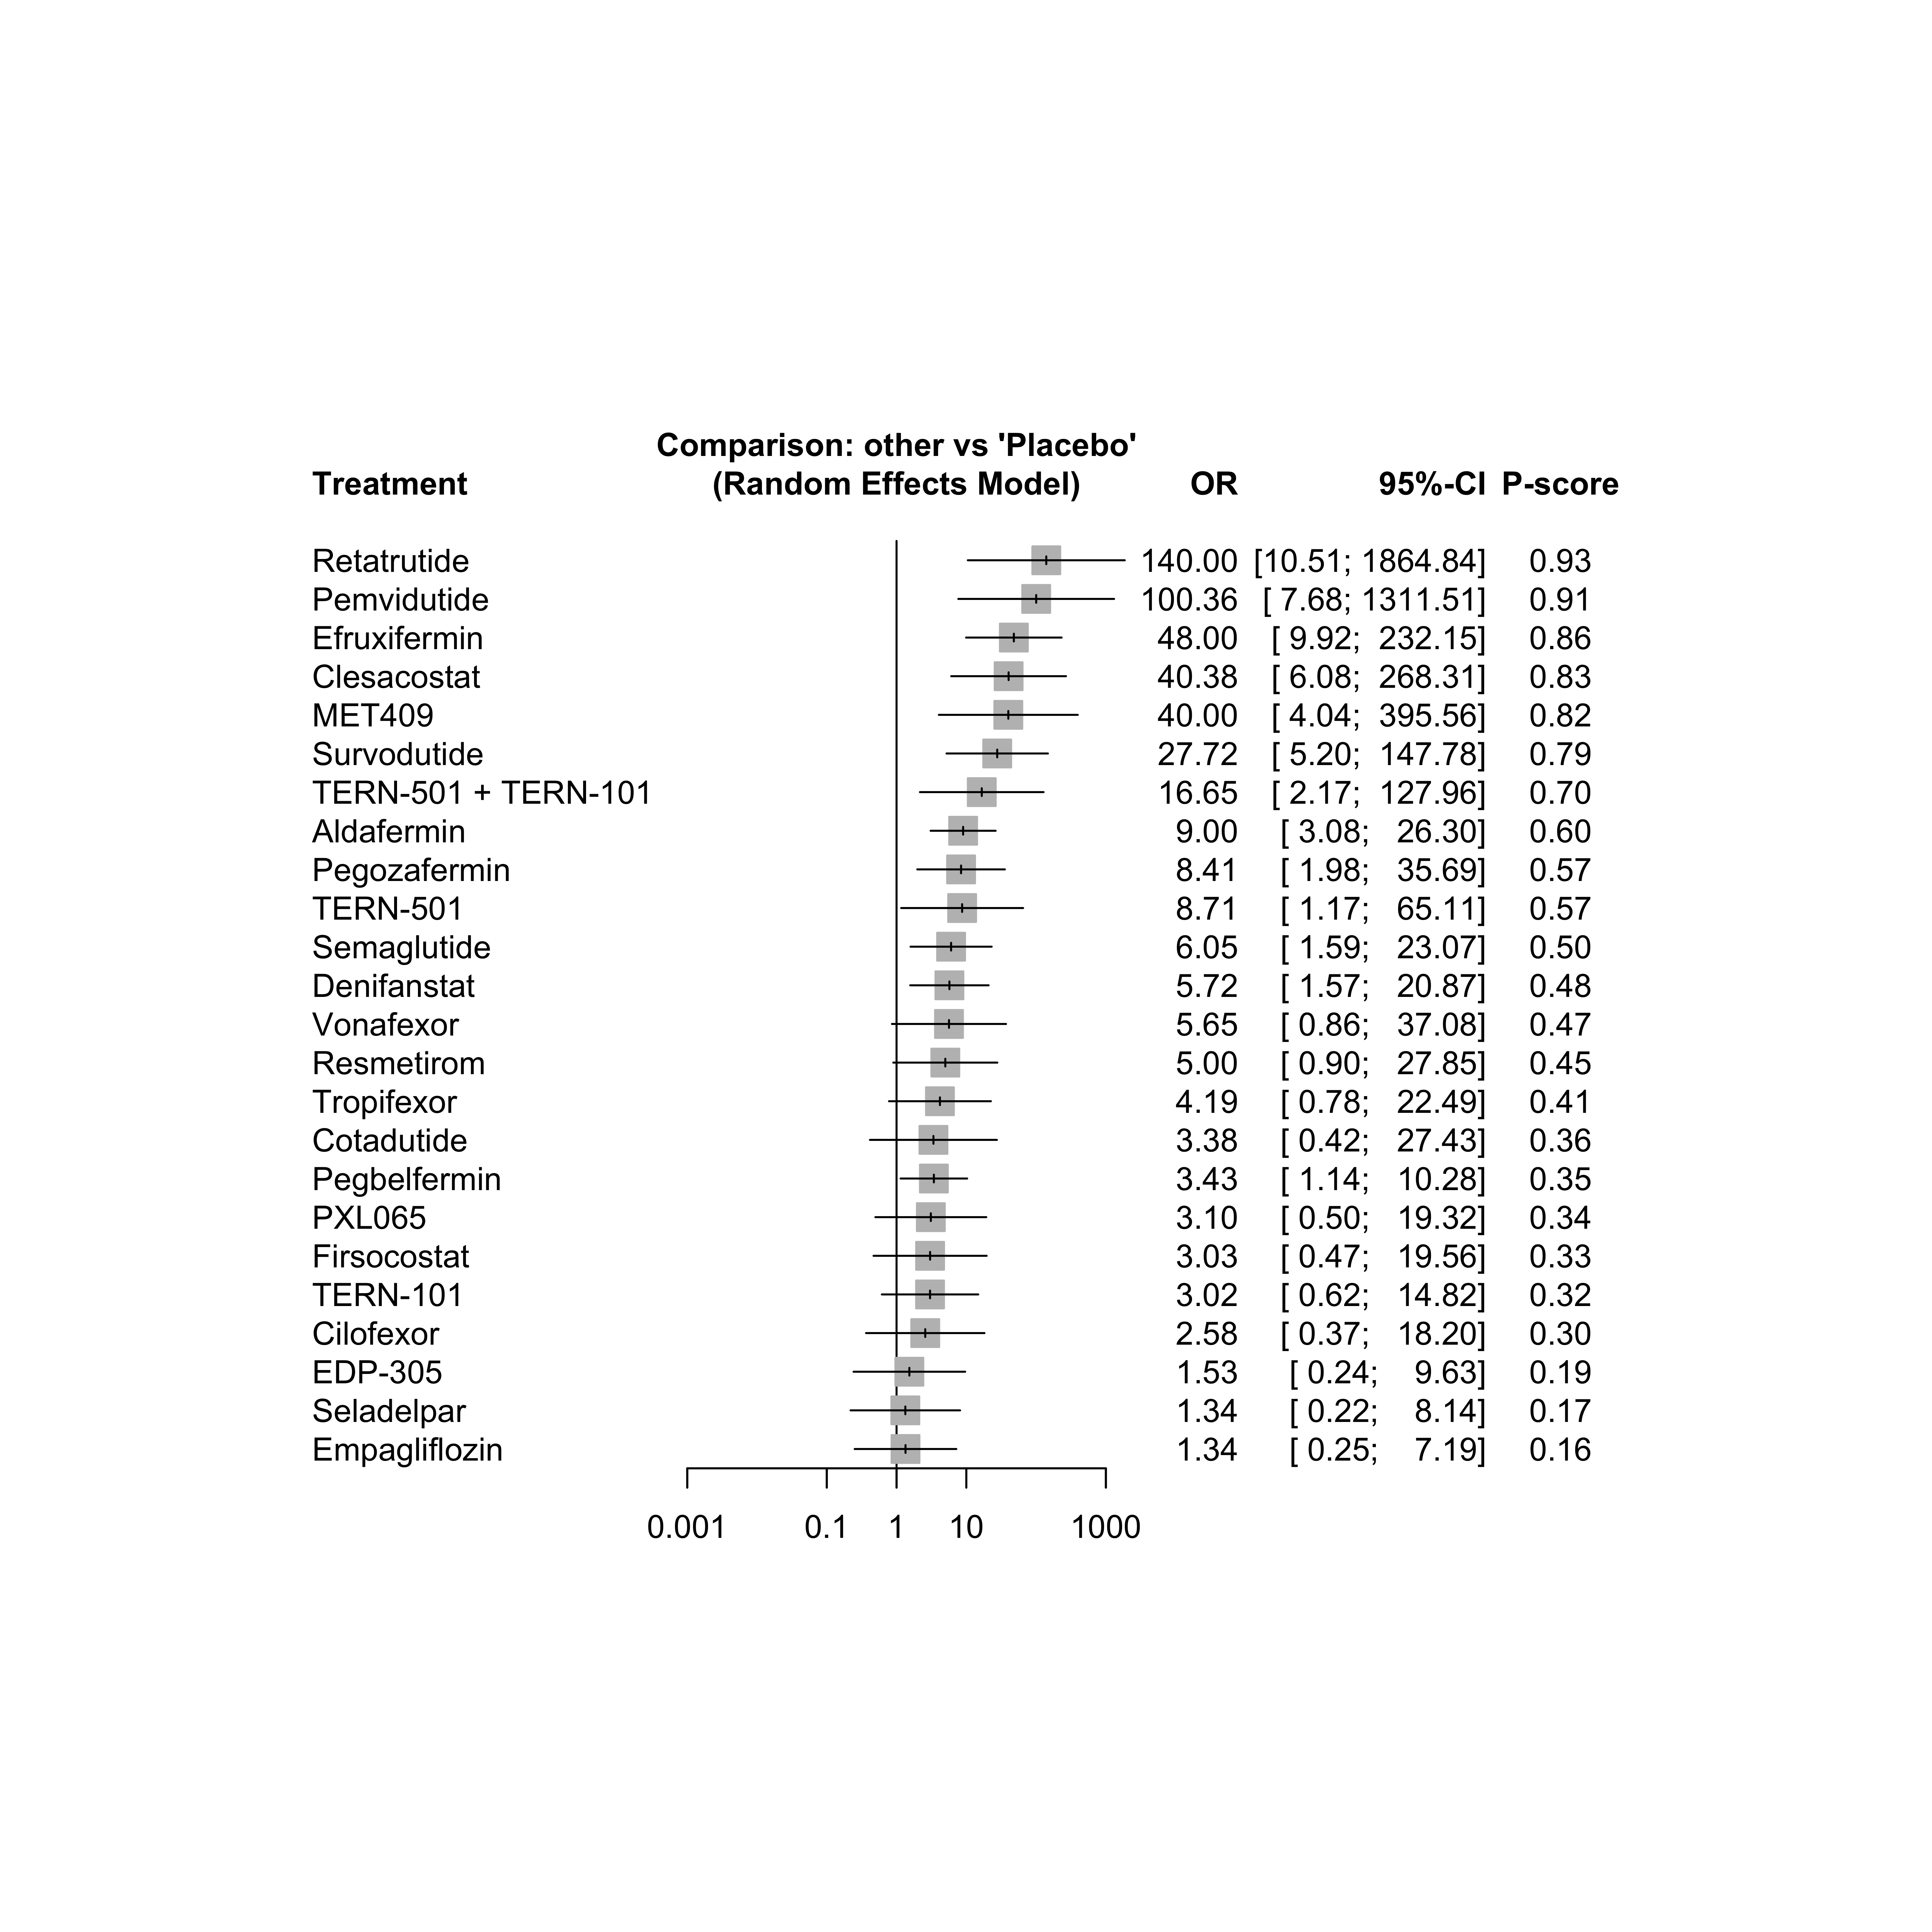 Comparison: other vs 'Placebo'
Treatment (Random Effects Model) OR 95%-CI P-score
Retatrutide 140.00 [10.51; 1864.84] 0.93
Pemvidutide 100.36 [ 7.68; 1311.51] 0.91
Efruxifermin 48.00 [ 9.92; 232.15] 0.86
Clesacostat 40.38 [ 6.08; 268.31] 0.83
MET409 40.00 [ 4.04; 395.56] 0.82
Survodutide 27.72 [ 5.20; 147.78] 0.79
TERN-501 + TERN-101 16.65 [ 2.17; 127.96] 0.70
Aldafermin 9.00 [ 3.08; 26.30] 0.60
Pegozafermin 8.41 [ 1.98; 35.69] 0.57
TERN-501 8.71 [ 1.17; 65.11] 0.57
Semaglutide 6.05 [ 1.59; 23.07] 0.50
Denifanstat 5.72 [ 1.57; 20.87] 0.48
Vonafexor 5.65 [ 0.86; 37.08] 0.47
Resmetirom 5.00 [ 0.90; 27.85] 0.45
Tropifexor 4.19 [ 0.78; 22.49] 0.41
Cotadutide 3.38 [ 0.42; 27.43] 0.36
Pegbelfermin 3.43 [ 1.14; 10.28] 0.35
PXL065 3.10 [ 0.50; 19.32] 0.34
Firsocostat 3.03 [ 0.47; 19.56] 0.33
TERN-101 3.02 [ 0.62; 14.82] 0.32
Cilofexor 2.58 [ 0.37; 18.20] 0.30
EDP-305 1.53 [ 0.24; 9.63] 0.19
Seladelpar 1.34 [ 0.22; 8.14] 0.17
Empagliflozin 1.34 [ 0.25; 7.19] 0.16
0.001 0.1 1 10 1000